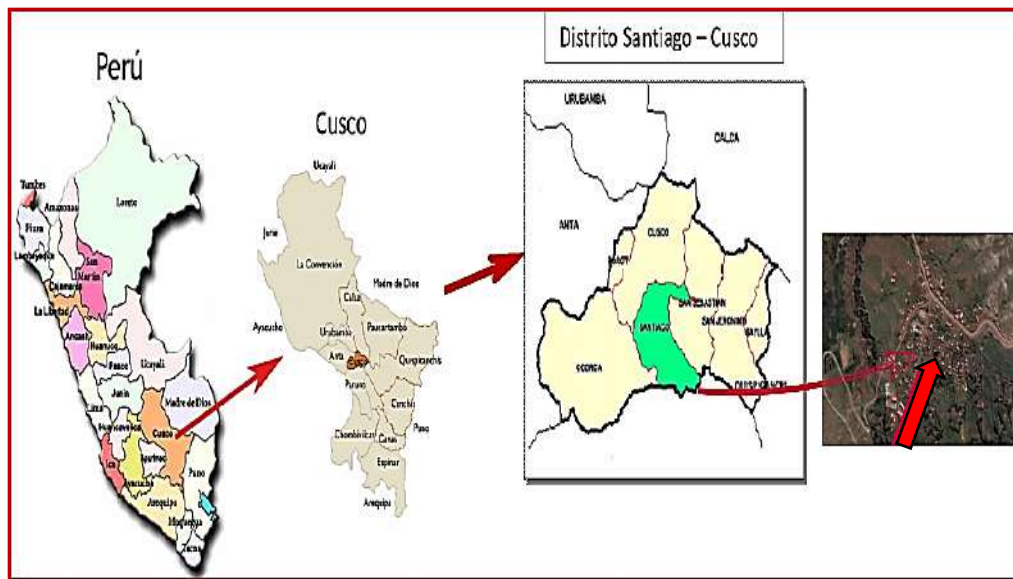 Distrito Santiago – Cusco
Perú
Cusco
Tumbes
Piura
Lambayeque
Amazonas
Loreto
Cajamarca
San
Martín
La Libertad
Ancash
Huanuco
Pasco
Ucayali
Junín
Lima
Huancavelica
Madre de Dios
Cusco
Ica
Ayacucho
Apurimac
Puno
Arequipa
Moquegua
Tacna
Ucayali
Junín
La Convención
Madre de Dios
Calca
Ayacucho
Urubamba
Paucartambo
Anta
Cusco
Quispicanchis
Paruro
Canchis
Chumbivilcas
Canas
Puno
Espinar
Arequipa
URUBAMBA
CALCA
ANTA
CUSCO
SAN SEBASTIAN
SAN JERONIMO
SAYLLA
SANTIAGO
CCORCA
QUISPICANCHI